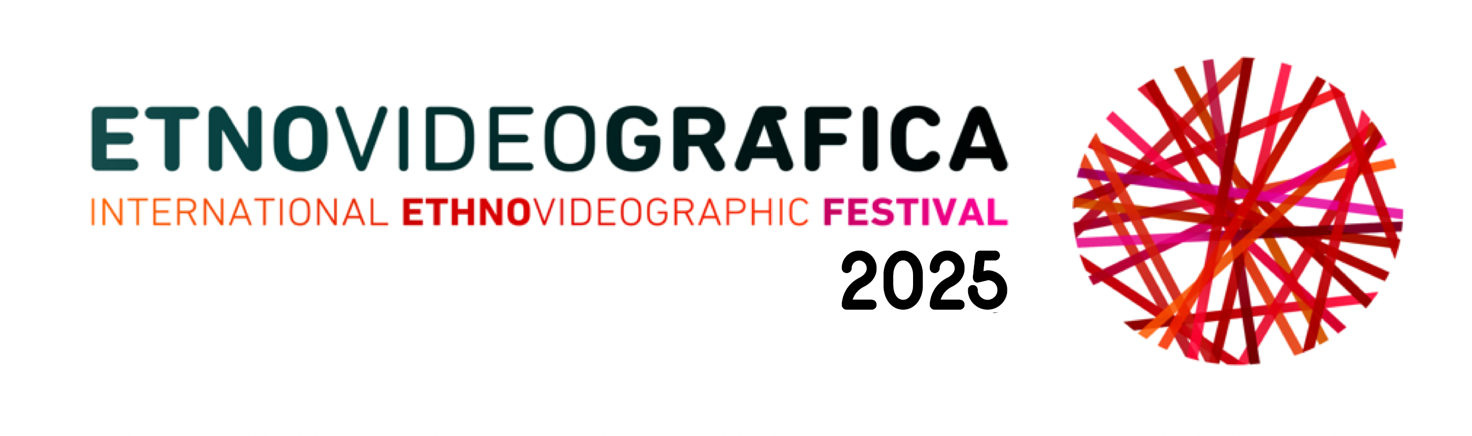 ETNOVIDEOGRÁFICA
INTERNATIONAL ETHNOVIDEOGRAPHIC FESTIVAL
2025